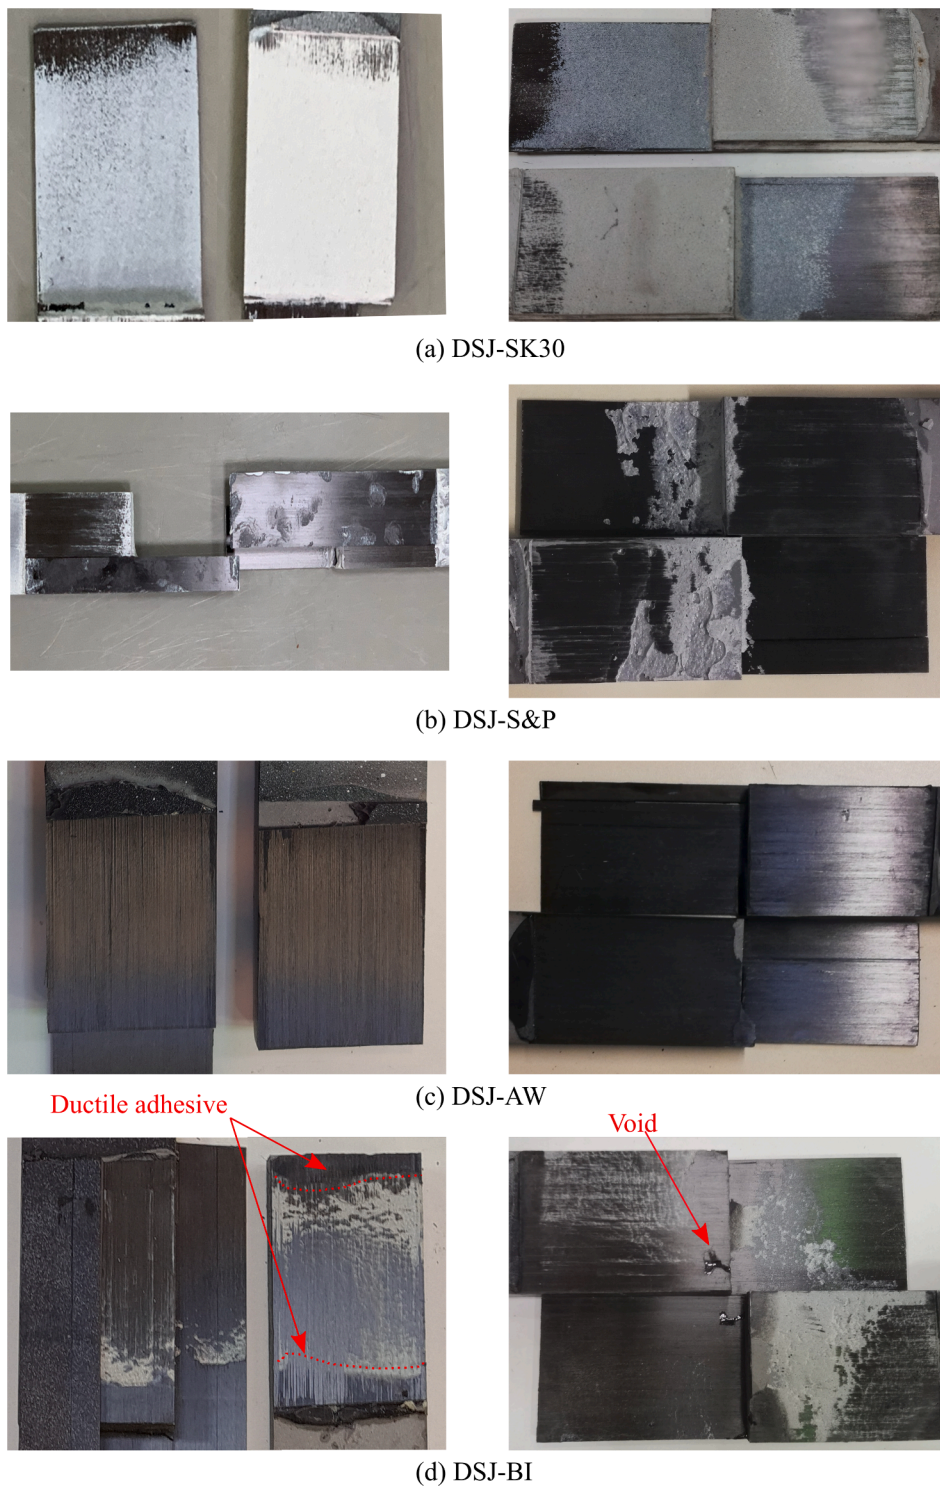 (a) DSJ-SK30
(b) DSJ-S&P
(c) DSJ-AW
Ductile adhesive
Void
(d) DSJ-BI